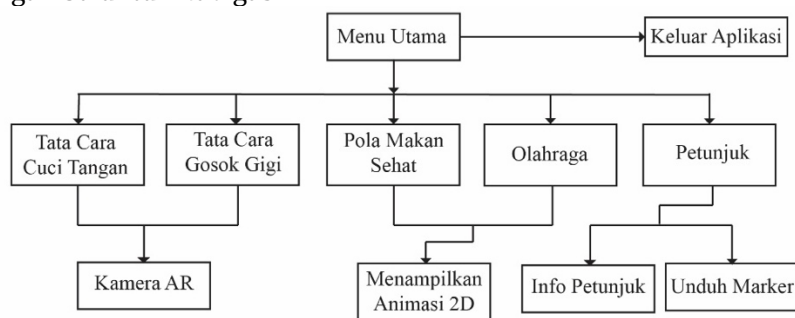 Menu Utama
Keluar Aplikasi
Tata Cara
Cuci Tangan
Tata Cara
Gosok Gigi
Pola Makan
Sehat
Olahraga
Petunjuk
Kamera AR
Menampilkan
Animasi 2D
Info Petunjuk
Unduh Marker